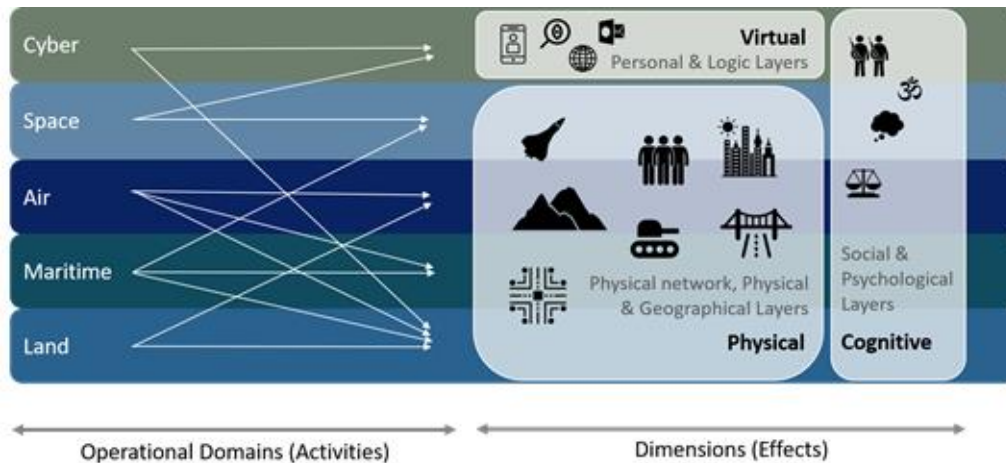 Cyber
Space
Air
Maritime
Land
Virtual
Personal & Logic Layers
Physical network, Physical
& Geographical Layers
Physical
Social &
Psychological
Layers
Cognitive
Operational Domains (Activities)
Dimensions (Effects)